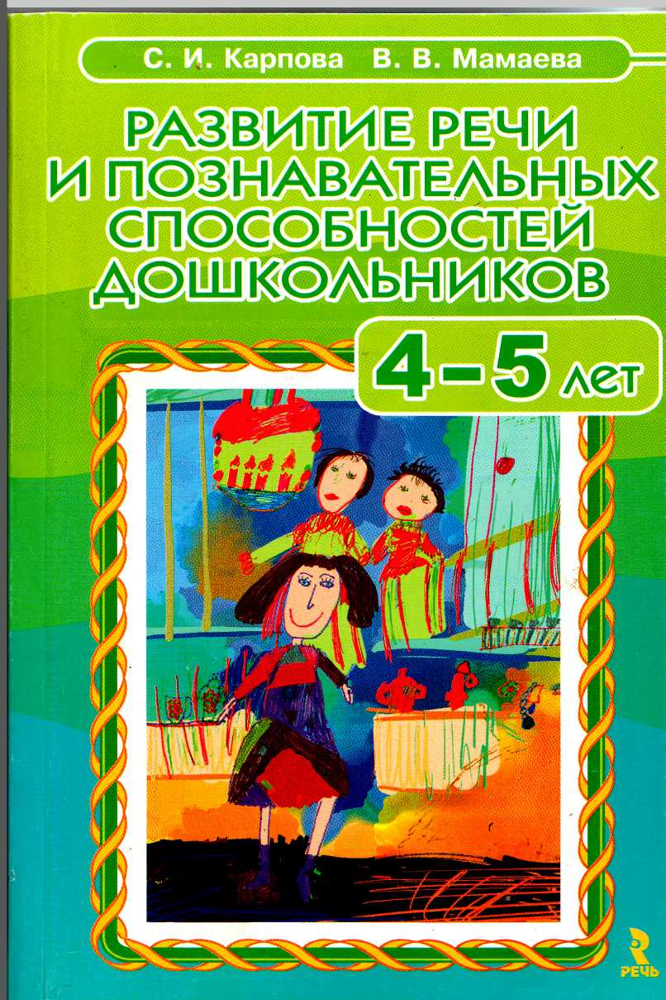 С. И. Карпова В. В. Мамаева
РАЗВИТИЕ РЕЧИ
И ПОЗНАВАТЕЛЬНЫХ
СПОСОБНОСТЕЙ
ДОШКОЛЬНИКОВ
4–5 лет
РЕЧЬ